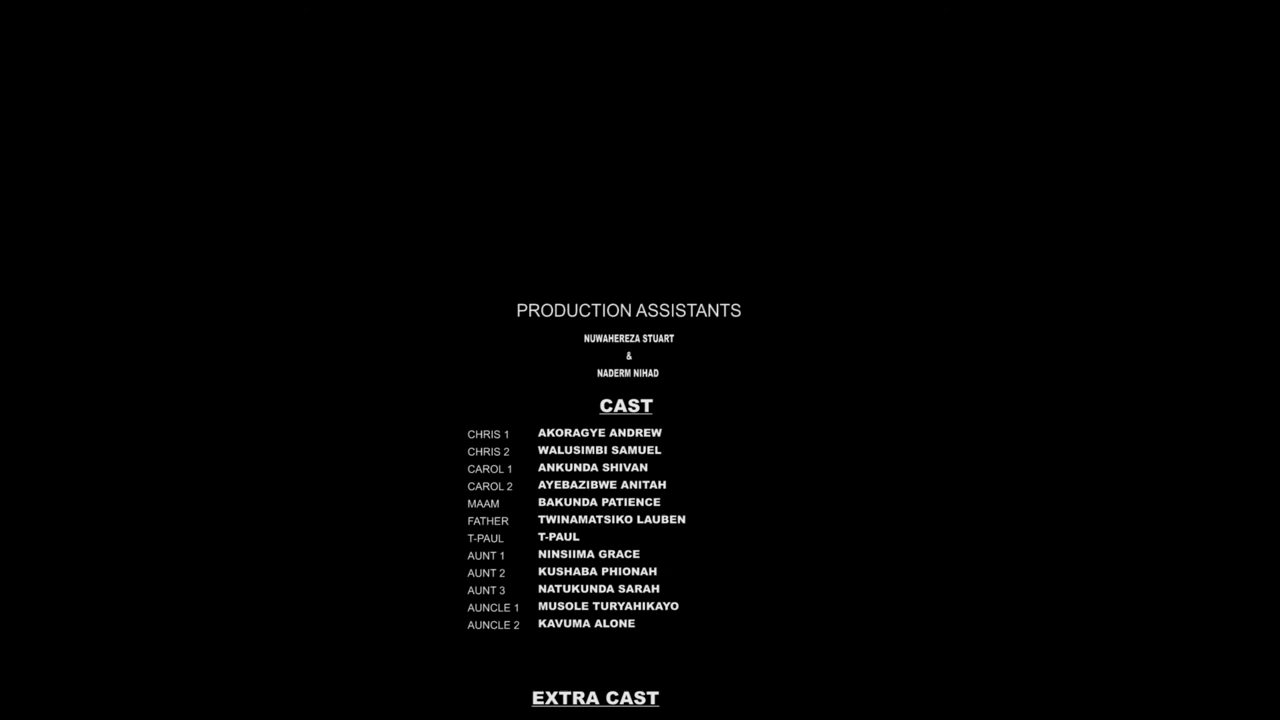 PRODUCTION ASSISTANTS
NUWAHEREZA STUART
&
NADERM NIHAD
CAST
CHRIS 1 AKORAGYE ANDREW
CHRIS 2 WALUSIMBI SAMUEL
CAROL 1 ANKUNDA SHIVAN
CAROL 2 AYEBAZIBWE ANITAH
MAAM BAKUNDA PATIENCE
FATHER TWINAMATSIKO LAUBEN
T-PAUL T-PAUL
AUNT 1 NINSIIMA GRACE
AUNT 2 KUSHABA PHIONAH
AUNT 3 NATUKUNDA SARAH
AUNCLE 1 MUSOLE TURYAHIKAYO
AUNCLE 2 KAVUMA ALONE
EXTRA CAST